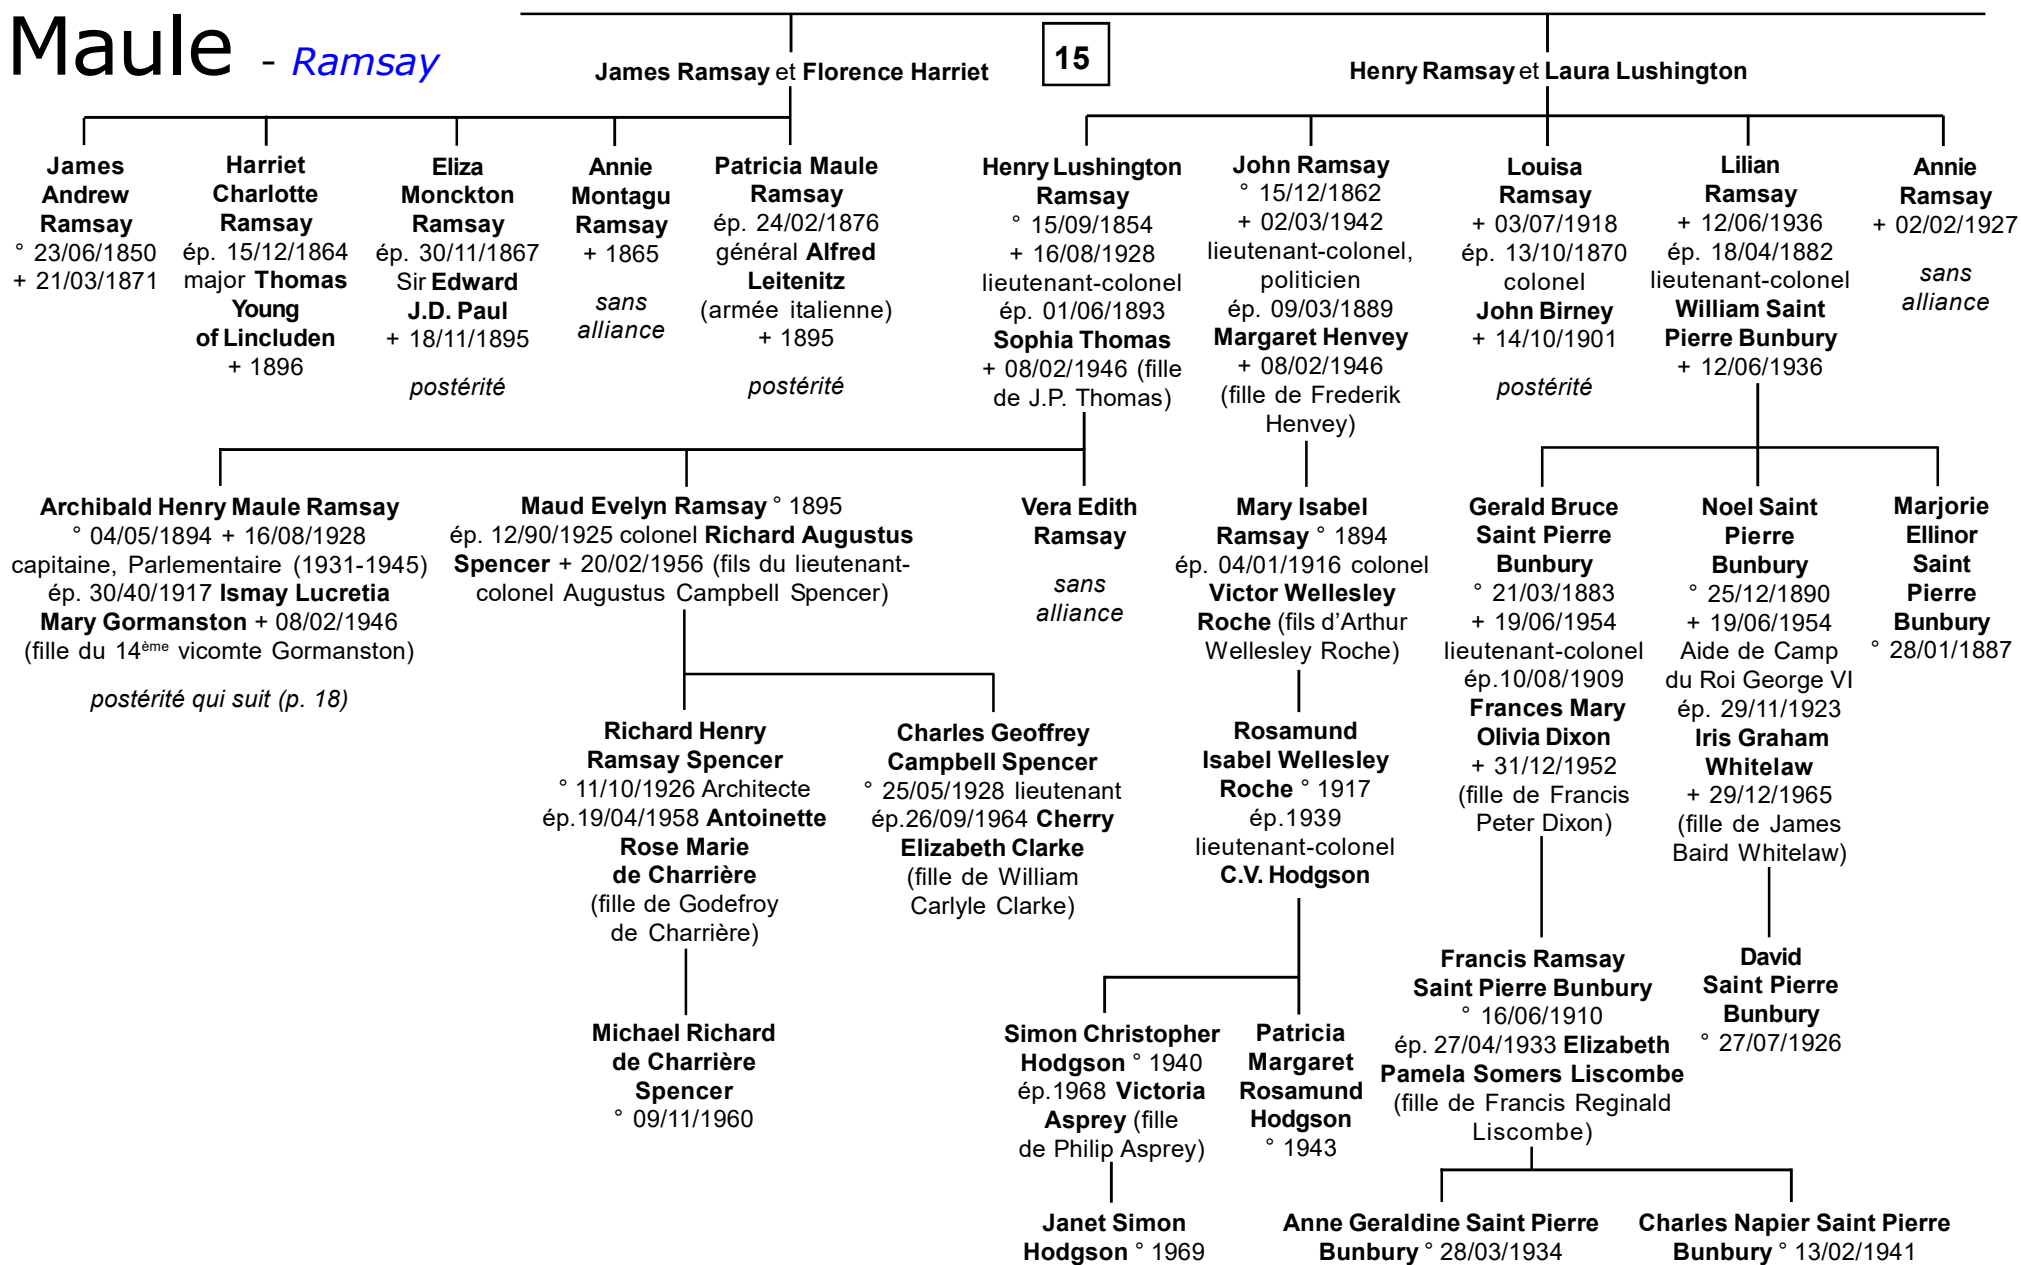 Maule - Ramsay
15
James Ramsay et Florence Harriet
Henry Ramsay et Laura Lushington
James
Andrew
Ramsay
° 23/06/1850
+ 21/03/1871
Harriet
Charlotte
Ramsay
ép. 15/12/1864
major Thomas
Young
of Lincluden
+ 1896
Eliza
Monckton
Ramsay
ép. 30/11/1867
Sir Edward
J.D. Paul
+ 18/11/1895
postérité
Annie
Montagu
Ramsay
+ 1865
sans
alliance
Patricia Maule
Ramsay
ép. 24/02/1876
général Alfred
Leitenitz
(armée italienne)
+ 1895
postérité
Henry Lushington
Ramsay
° 15/09/1854
+ 16/08/1928
lieutenant-colonel
ép. 01/06/1893
Sophia Thomas
+ 08/02/1946 (fille
de J.P. Thomas)
John Ramsay
° 15/12/1862
+ 02/03/1942
lieutenant-colonel,
politicien
ép. 09/03/1889
Margaret Henvey
+ 08/02/1946
(fille de Frederik
Henvey)
Louisa
Ramsay
+ 03/07/1918
ép. 13/10/1870
colonel
John Birney
+ 14/10/1901
postérité
Lilian
Ramsay
+ 12/06/1936
ép. 18/04/1882
lieutenant-colonel
William Saint
Pierre Bunbury
+ 12/06/1936
Annie
Ramsay
+ 02/02/1927
sans
alliance
Archibald Henry Maule Ramsay
° 04/05/1894 + 16/08/1928
capitaine, Parlementaire (1931-1945)
ép. 30/40/1917 Ismay Lucretia
Mary Gormanston + 08/02/1946
(fille du 14ème vicomte Gormanston)
postérité qui suit (p. 18)
Maud Evelyn Ramsay ° 1895
ép. 12/90/1925 colonel Richard Augustus
Spencer + 20/02/1956 (fils du lieutenant-
colonel Augustus Campbell Spencer)
Vera Edith
Ramsay
sans
alliance
Mary Isabel
Ramsay ° 1894
ép. 04/01/1916 colonel
Victor Wellesley
Roche (fils d'Arthur
Wellesley Roche)
Gerald Bruce
Saint Pierre
Bunbury
° 21/03/1883
+ 19/06/1954
lieutenant-colonel
ép.10/08/1909
Frances Mary
Olivia Dixon
+ 31/12/1952
(fille de Francis
Peter Dixon)
Noel Saint
Pierre
Bunbury
° 25/12/1890
+ 19/06/1954
Aide de Camp
du Roi George VI
ép. 29/11/1923
Iris Graham
Whitelaw
+ 29/12/1965
(fille de James
Baird Whitelaw)
Marjorie
Ellinor
Saint
Pierre
Bunbury
° 28/01/1887
Richard Henry
Ramsay Spencer
° 11/10/1926 Architecte
ép.19/04/1958 Antoinette
Rose Marie
de Charrière
(fille de Godefroy
de Charrière)
Charles Geoffrey
Campbell Spencer
° 25/05/1928 lieutenant
ép.26/09/1964 Cherry
Elizabeth Clarke
(fille de William
Carlyle Clarke)
Rosamund
Isabel Wellesley
Roche ° 1917
ép.1939
lieutenant-colonel
C.V. Hodgson
Michael Richard
de Charrière
Spencer
° 09/11/1960
Simon Christopher
Hodgson ° 1940
ép.1968 Victoria
Asprey (fille
de Philip Asprey)
Patricia
Margaret
Rosamund
Hodgson
° 1943
Francis Ramsay
Saint Pierre Bunbury
° 16/06/1910
ép. 27/04/1933 Elizabeth
Pamela Somers Liscombe
(fille de Francis Reginald
Liscombe)
David
Saint Pierre
Bunbury
° 27/07/1926
Janet Simon
Hodgson ° 1969
Anne Geraldine Saint Pierre
Bunbury ° 28/03/1934
Charles Napier Saint Pierre
Bunbury ° 13/02/1941